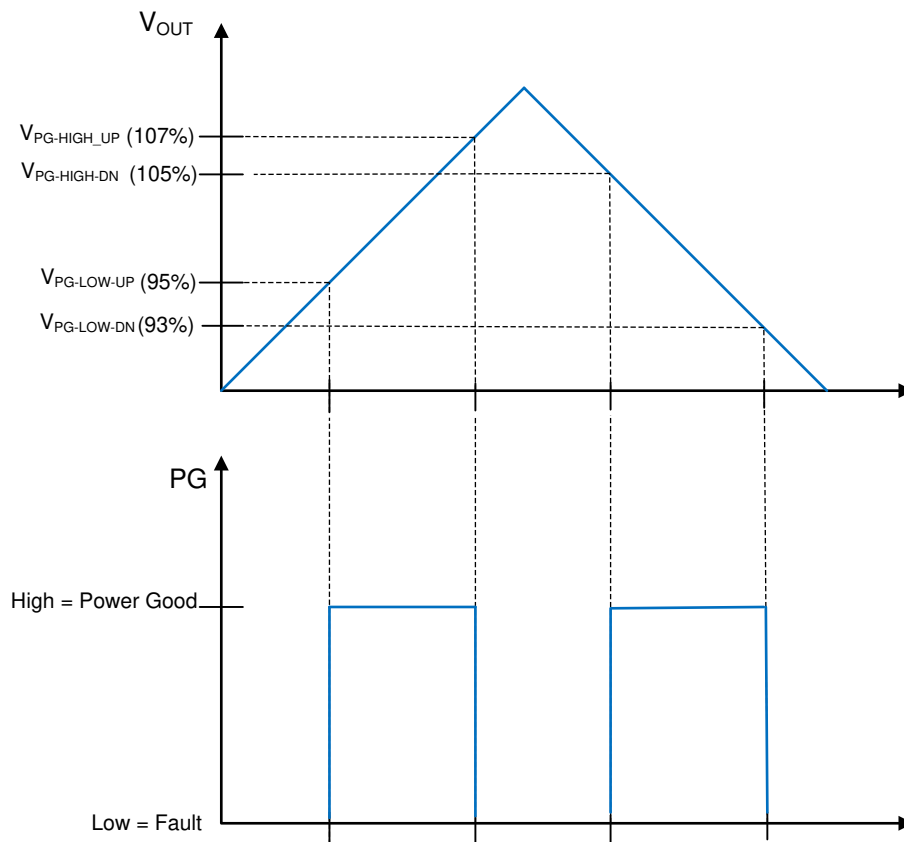 VOUT
VPG-HIGH_UP (107%)
VPG-HIGH-DN (105%)
VPG-LOW-UP (95%)
VPG-LOW-DN (93%)
PG
High = Power Good
Low = Fault